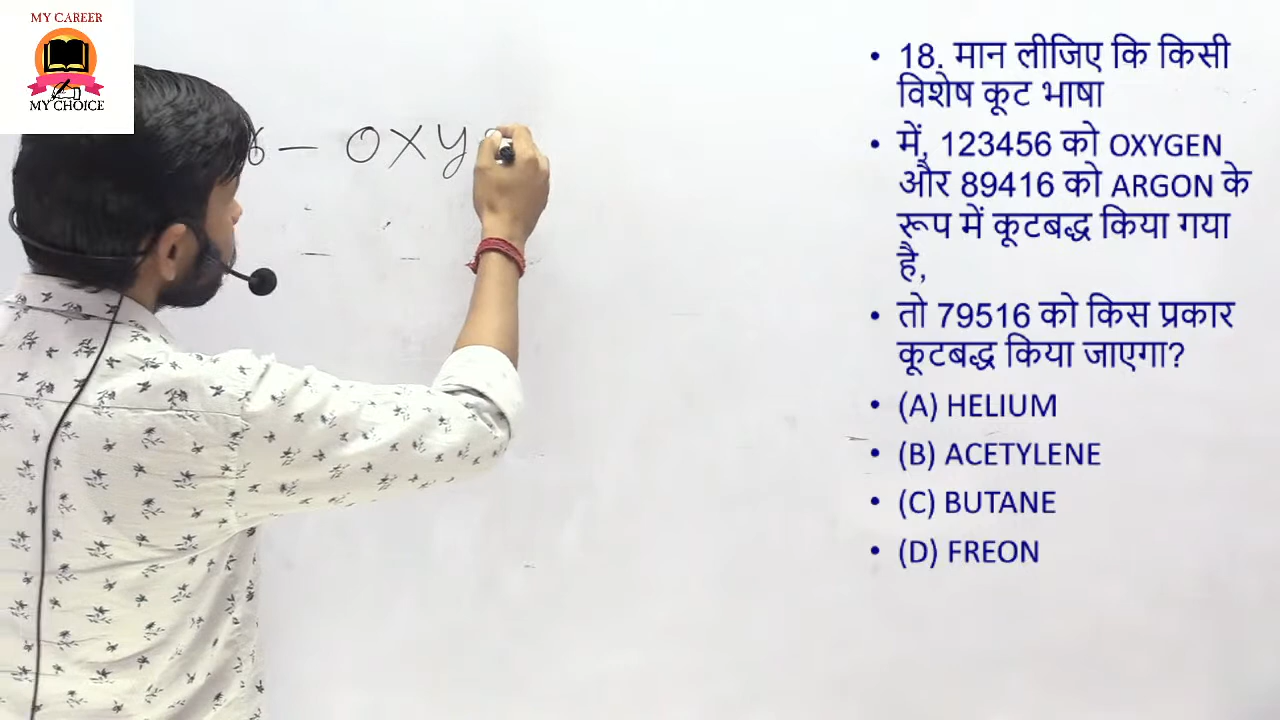 MY CAREER
MY CHOICE
6 – OXY
• 18. मान लीजिए कि किसी
विशेष कूट भाषा
• में, 123456 को OXYGEN
और 89416 को ARGON के
रूप में कूटबद्ध किया गया
है,
• तो 79516 को किस प्रकार
कूटबद्ध किया जाएगा?
• (A) HELIUM
• (B) ACETYLENE
• (C) BUTANE
• (D) FREON